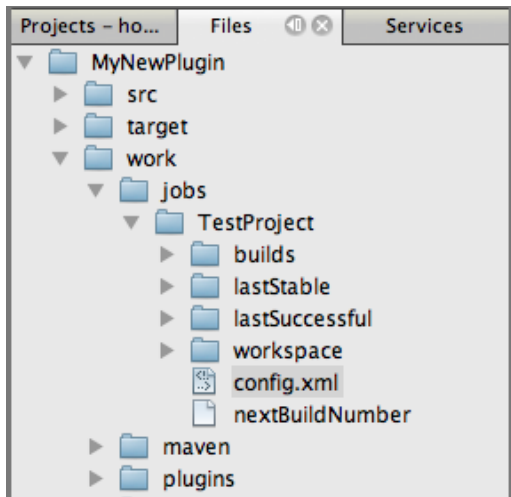 Projects – ho... Files Services
MyNewPlugin
src
target
work
jobs
TestProject
builds
lastStable
lastSuccessful
workspace
config.xml
nextBuildNumber
maven
plugins